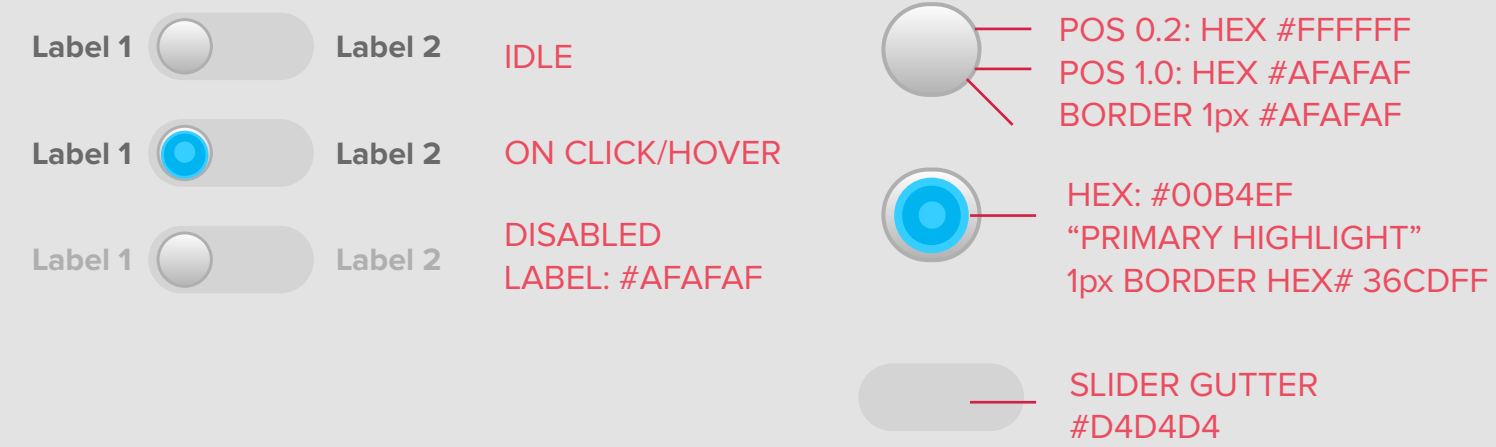 Label 1 Label 2 IDLE
Label 1 Label 2 ON CLICK/HOVER
Label 1 Label 2 DISABLED
LABEL: #AFAFAF
POS 0.2: HEX #FFFFFF
POS 1.0: HEX #AFAFAF
BORDER 1px #AFAFAF
HEX: #00B4EF
“PRIMARY HIGHLIGHT”
1px BORDER HEX# 36CDFF
SLIDER GUTTER
#D4D4D4